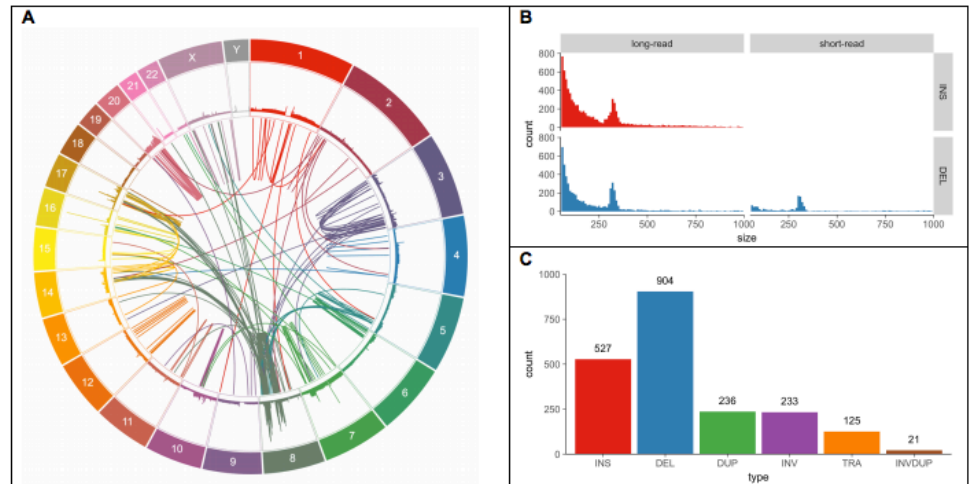 A
1
2
3
4
5
6
7
8
9
10
11
12
13
14
15
16
17
18
19
20
21
22
X
Y
B
long-read
short-read
800
600
400
200
0
INS
count
800
600
400
200
0
DEL
250
500
750
1000
250
500
750
1000
size
C
1000
750
500
250
0
count
527
904
236
233
125
21
INS
DEL
DUP
INV
TRA
INVDUP
type